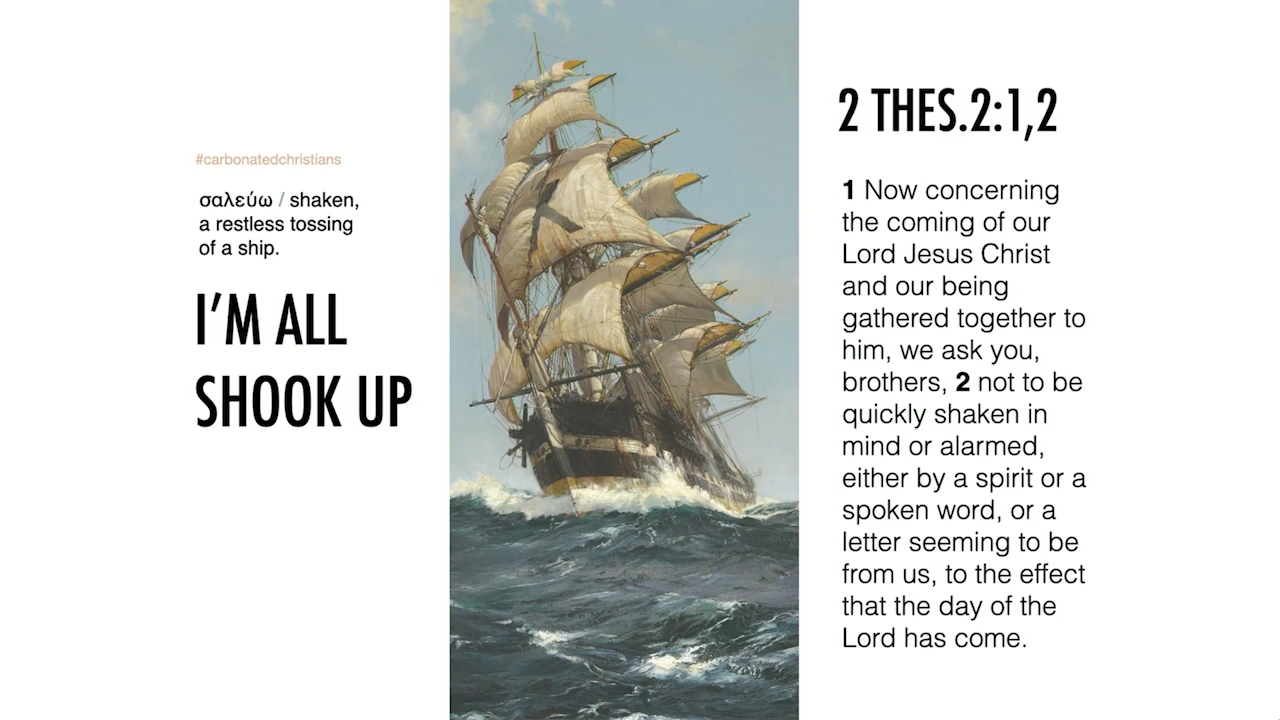 #carbonatedchristians
σαλεύω / shaken,
a restless tossing
of a ship.
I’M ALL
SHOOK UP
2 THES.2:1,2
1 Now concerning
the coming of our
Lord Jesus Christ
and our being
gathered together to
him, we ask you,
brothers, 2 not to be
quickly shaken in
mind or alarmed,
either by a spirit or a
spoken word, or a
letter seeming to be
from us, to the effect
that the day of the
Lord has come.